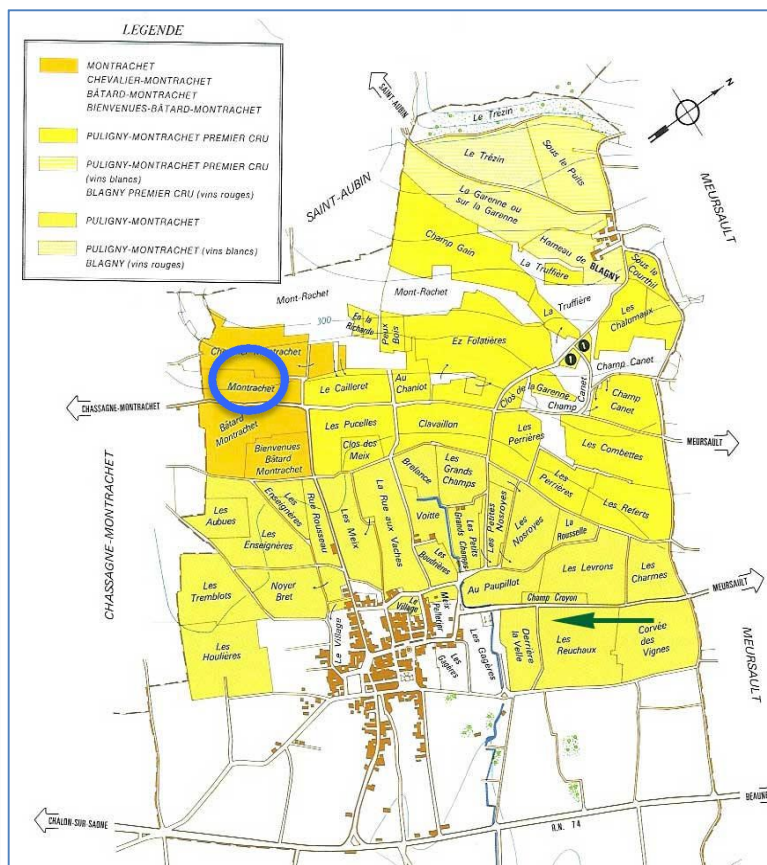 LEGENDE
MONTRACHET
CHEVALIER-MONTRACHET
BÂTARD-MONTRACHET
BIENVENUES-BÂTARD-MONTRACHET
PULIGNY-MONTRACHET PREMIER CRU
PULIGNY-MONTRACHET PREMIER CRU
(vins blancs)
BLAGNY PREMIER CRU (vins rouges)
PULIGNY-MONTRACHET
PULIGNY-MONTRACHET (vins blancs)
BLAGNY (vins rouges)
SAINT-AUBIN
N
Le Trézin
Le Trézin
Sous le Puits
SAINT-AUBIN
MEURSAULT
La Garenne ou
sur la Garenne
Champ Gain
Hameau de BLAGNY
Sous le
Courthil
La Truffière
Mont-Rachet
Mont-Rachet
La Truffière
Les
Chalumaux
300
En la
Richarde
Peux
Bois
Ez Folatières
Montrachet
Champ Canet
Montrachet
Le Cailleret
Au
Chaniot
Clos de la Garenne
Champ
Canet
Champ
Canet
CHASSAGNE-MONTRACHET
Bâtard
Montrachet
Les Pucelles
Clavaillon
Les
Perrières
Les Combettes
MEURSAULT
Bienvenues
Bâtard
Montrachet
Clos des
Meix
Les
Grands
Champs
Brelance
Les
Perrières
Les Referts
CHASSAGNE-MONTRACHET
Les
Aubues
Les
Enseignères
Les
Enseignères
Rue Rousseau
Les Meix
La Rue aux
Vaches
Voitte
Les Petits
Grands Champs
Les Petites
Nosroyes
Les
Nosroyes
La
Rousselle
Les
Boudrières
Les
Tremblots
Noyer
Bret
Au Paupillot
Les Levrons
Les
Charmes
MEURSAULT
Le Village
Meix
Pelletier
Champ Croyon
Le Village
Les
Houlières
Les
Gagères
Les Gagères
Derrière
la Velle
Les
Reuchaux
Corvée
des
Vignes
MEURSAULT
BEAUNE
CHALON-SUR-SAONE
R.N. 74